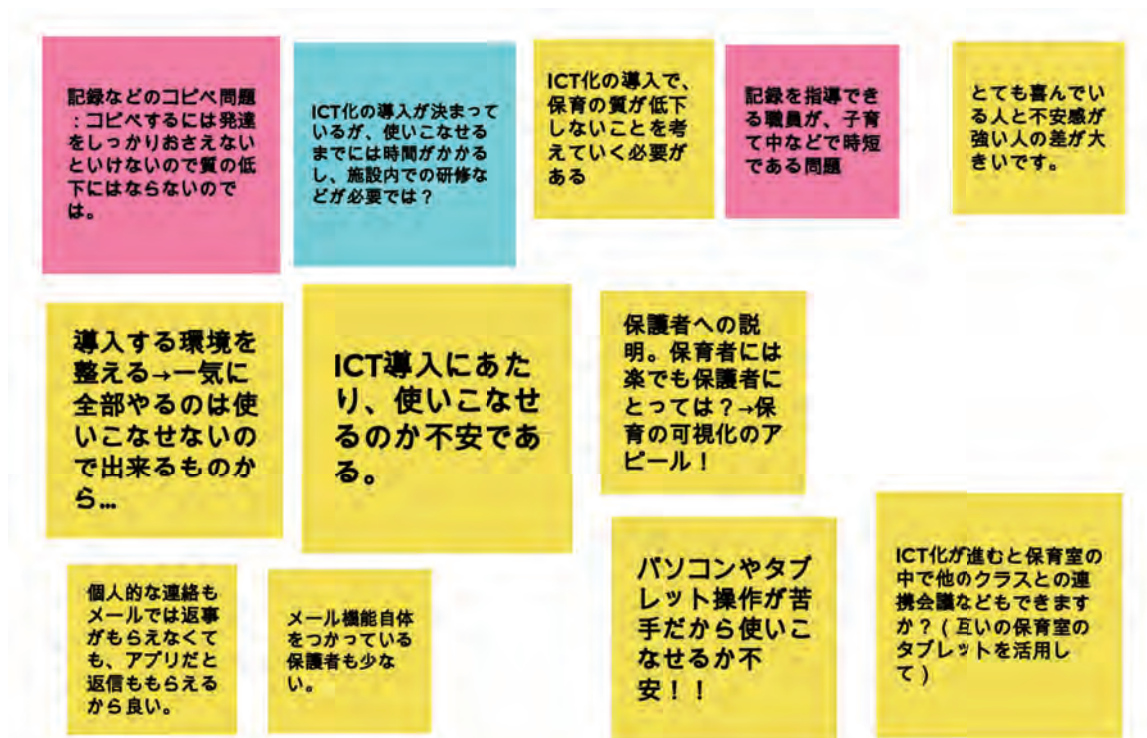 記録などのコピペ問題
：コピペするには発達
をしっかりおさえない
といけないので質の低
下にはならないので
は。
ICT化の導入が決まって
いるが、使いこなせる
までには時間がかかる
し、施設内での研修な
どが必要では？
ICT化の導入で、
保育の質が低下
しないことを考
えていく必要が
ある
記録を指導でき
る職員が、子育
て中などで時短
である問題
とても喜んでい
る人と不安感が
強い人の差が大
きいです。
導入する環境を
整える→一気に
全部やるのは使
いこなせないの
で出来るものか
ら…
ICT導入にあた
り、使いこなせ
るのか不安であ
る。
保護者への説
明。保育者には
楽でも保護者に
とっては？→保
育の可視化のア
ピール！
個人的な連絡も
メールでは返事
がもらえなくて
も、アプリだと
返信ももらえる
から良い。
メール機能自体
をつかっている
保護者も少な
い。
パソコンやタブ
レット操作が苦
手だから使いこ
なせるか不
安！！
ICT化が進むと保育室の
中で他のクラスとの連
携会議などもできます
か？（互いの保育室の
タブレットを活用し
て）